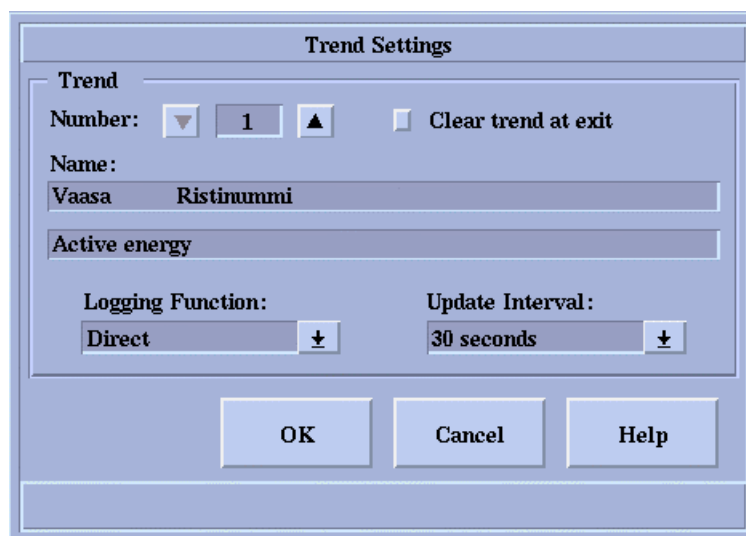 Trend Settings
Trend
Number: 1 Clear trend at exit
Name:
Vaasa Ristinummi
Active energy
Logging Function: Update Interval:
Direct 30 seconds
OK Cancel Help